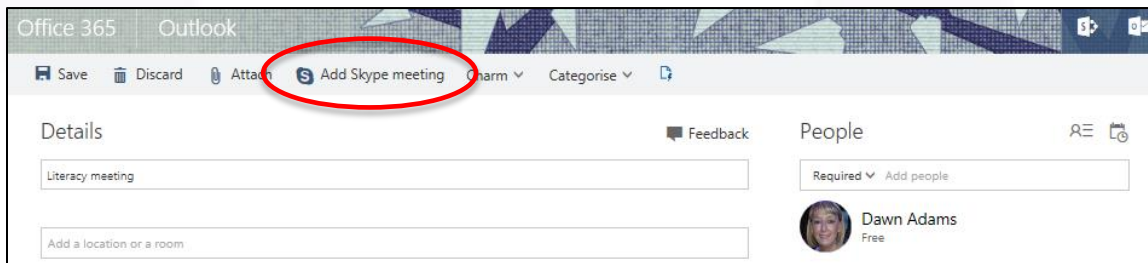 Office 365 Outlook
Save Discard Attach Add Skype meeting Charm Categorise
Details Feedback People
Literacy meeting Required Add people
Dawn Adams
Free
Add a location or a room